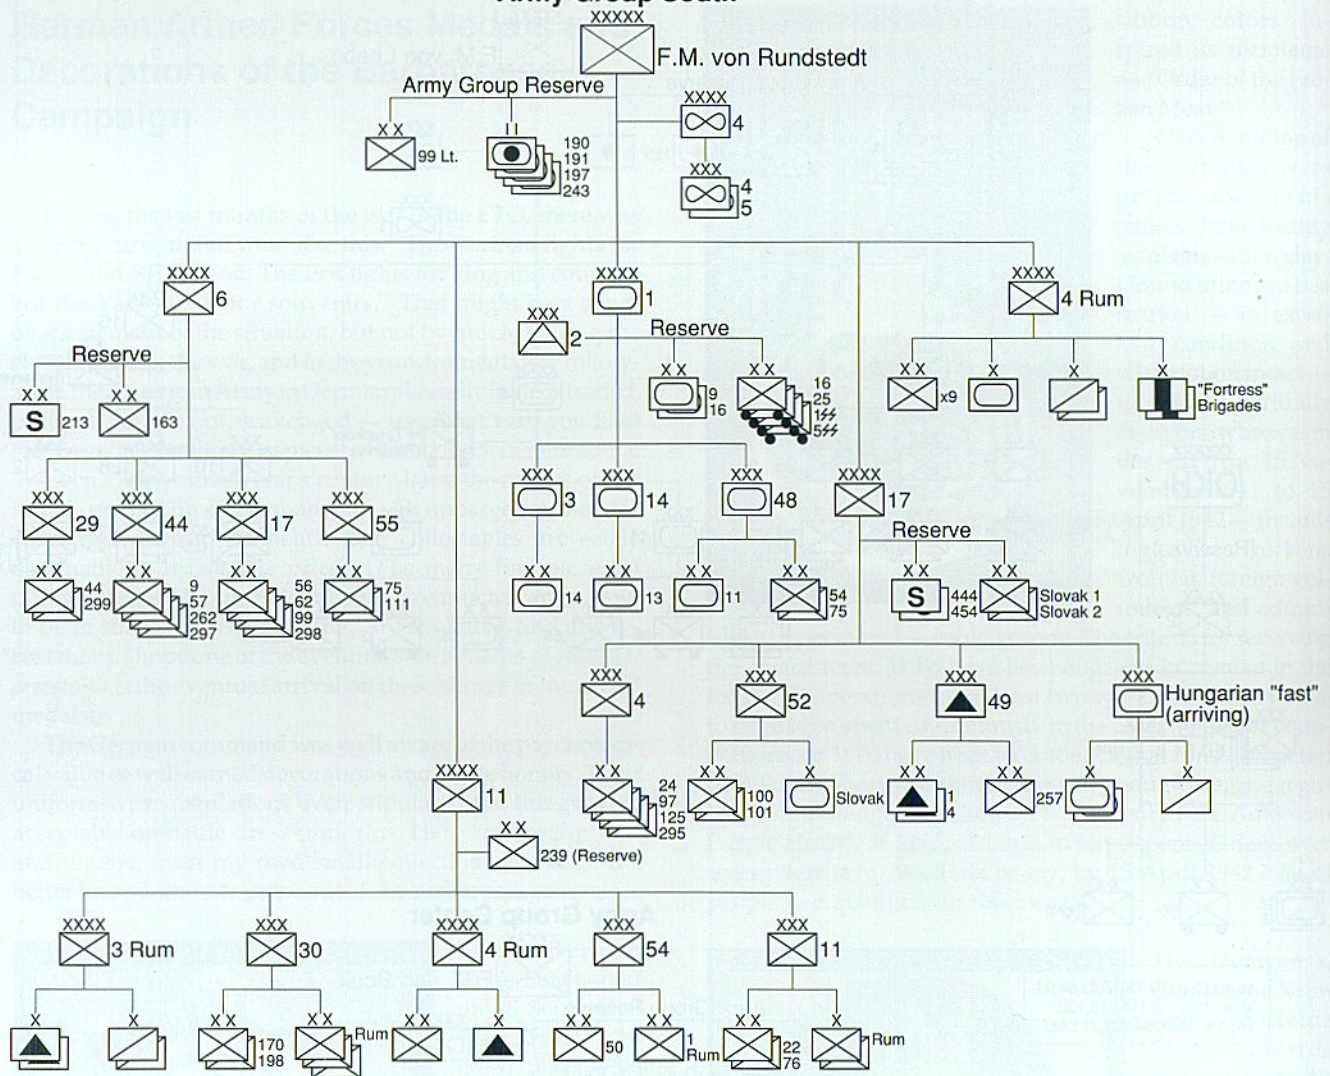 Army Group South
XXXXX
F.M. von Rundstedt
Army Group Reserve
XX
99 Lt.
II
190
191
197
243
XXXX
4
XXX
4
5
XXXX
6
XXXX
1
XXXX
4 Rum
XXX
2
Reserve
XX
S
213
XX
163
Reserve
XX
9
16
XX
16
25
1⚡⚡
5⚡⚡
XX
x9
X
X
X
"Fortress"
Brigades
XXX
29
XXX
44
XXX
17
XXX
55
XXX
3
XXX
14
XXX
48
XXXX
17
Reserve
XX
44
299
XX
9
57
262
297
XX
56
62
99
298
XX
75
111
XX
14
XX
13
XX
11
XX
54
75
XX
S
444
454
XX
Slovak 1
Slovak 2
XXX
4
XXX
52
XXX
49
XXX
Hungarian "fast"
(arriving)
XXXX
11
XX
24
97
125
295
XX
100
101
X
Slovak
XX
1
4
XX
257
X
X
XX
239 (Reserve)
XXXX
3 Rum
XXX
30
XXXX
4 Rum
XXX
54
XXX
11
X
X
XX
170
198
XX
Rum
XX
X
XX
50
XX
1
Rum
XX
22
76
XX
Rum